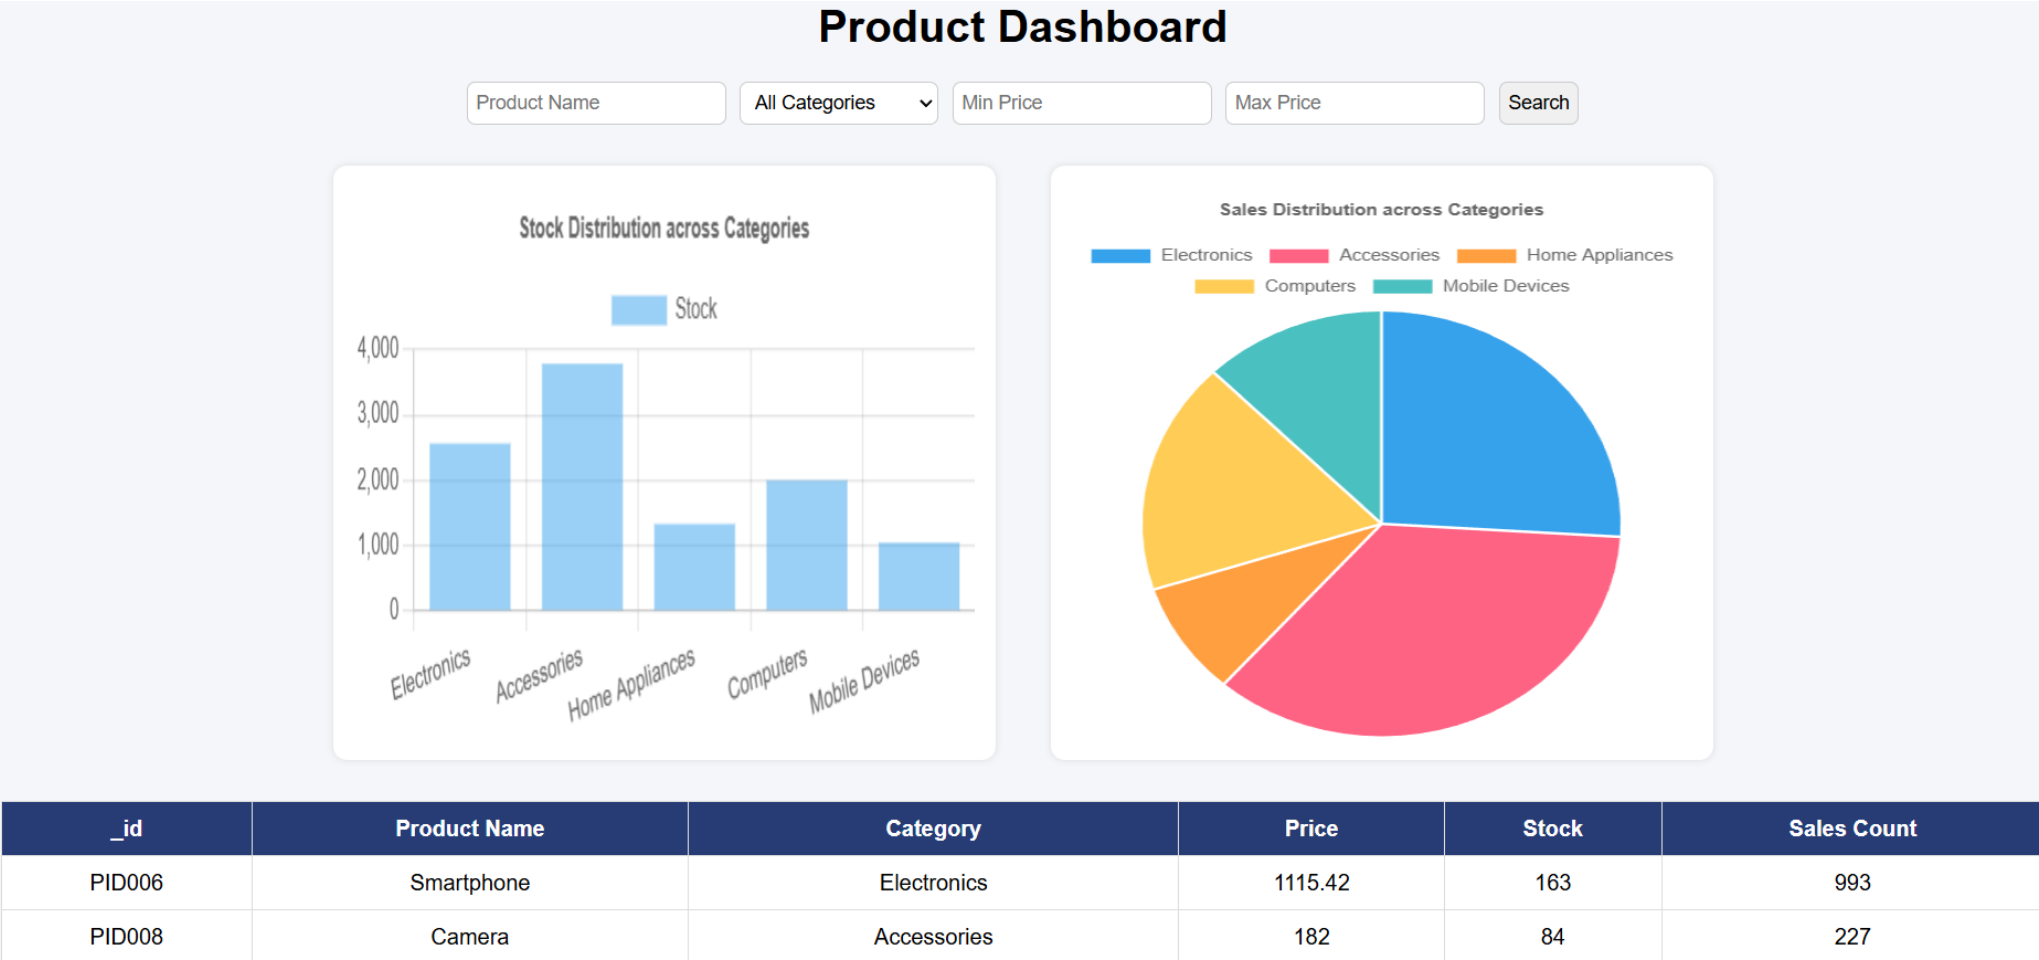 Product Dashboard
Product Name All Categories Min Price Max Price Search
Stock Distribution across Categories
Stock
4,000
3,000
2,000
1,000
0
Electronics Accessories Home Appliances Computers Mobile Devices
Sales Distribution across Categories
Electronics Accessories Home Appliances
Computers Mobile Devices
_id Product Name Category Price Stock Sales Count
PID006 Smartphone Electronics 1115.42 163 993
PID008 Camera Accessories 182 84 227